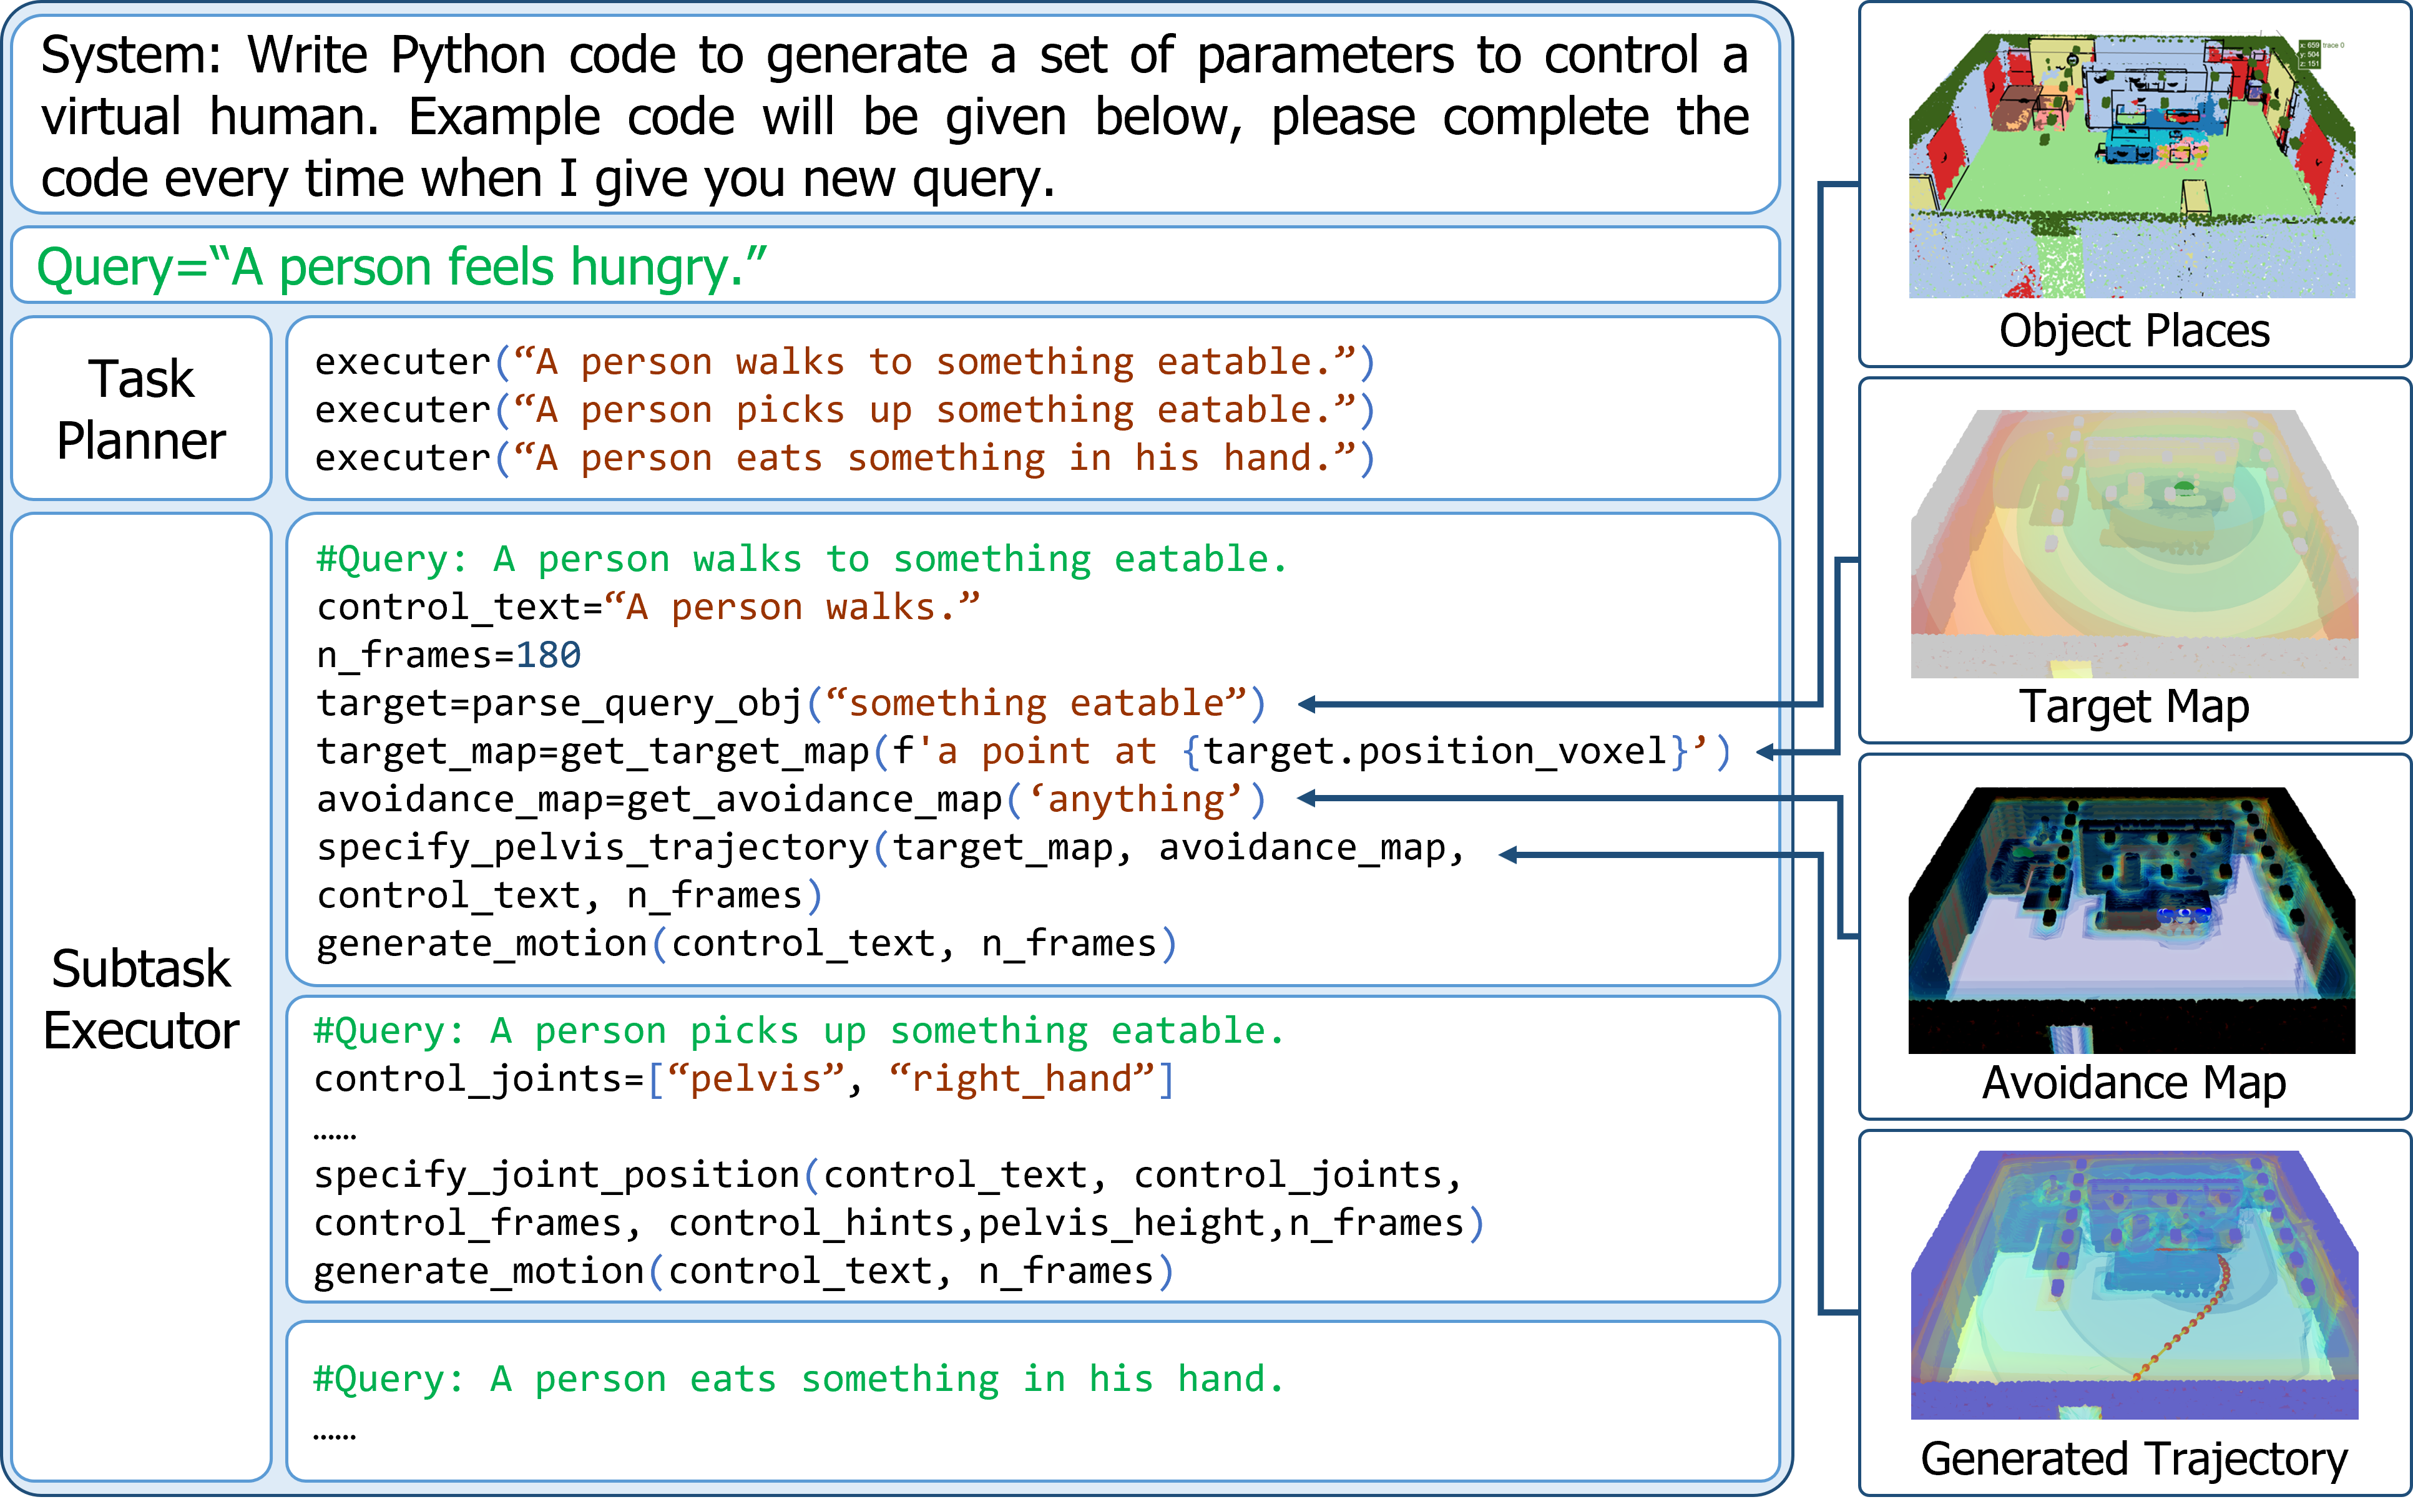 System: Write Python code to generate a set of parameters to control a
virtual human. Example code will be given below, please complete the
code every time when I give you new query.
Query=“A person feels hungry.”
Task
Planner
executer(“A person walks to something eatable.”)
executer(“A person picks up something eatable.”)
executer(“A person eats something in his hand.”)
Subtask
Executor
#Query: A person walks to something eatable.
control_text=“A person walks.”
n_frames=180
target=parse_query_obj(“something eatable”)
target_map=get_target_map(f'a point at {target.position_voxel}’)
avoidance_map=get_avoidance_map(‘anything’)
specify_pelvis_trajectory(target_map, avoidance_map,
control_text, n_frames)
generate_motion(control_text, n_frames)
#Query: A person picks up something eatable.
control_joints=[“pelvis”, “right_hand”]
……
specify_joint_position(control_text, control_joints,
control_frames, control_hints,pelvis_height,n_frames)
generate_motion(control_text, n_frames)
#Query: A person eats something in his hand.
……
x: 659 trace 0
y: 504
z: 151
Object Places
Target Map
Avoidance Map
Generated Trajectory